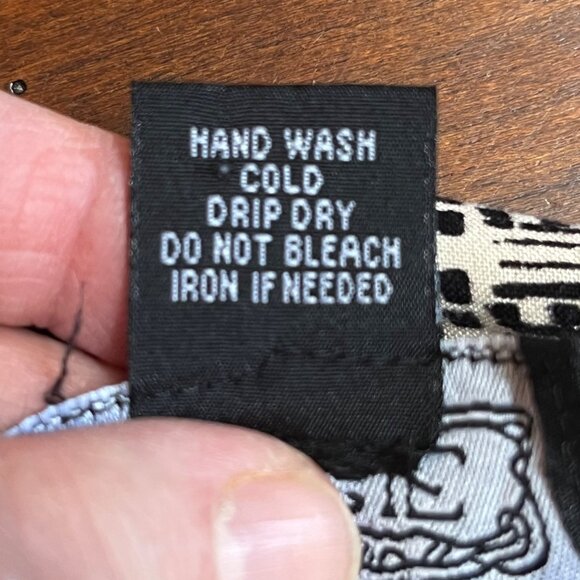 HAND WASH
COLD
DRIP DRY
DO NOT BLEACH
IRON IF NEEDED